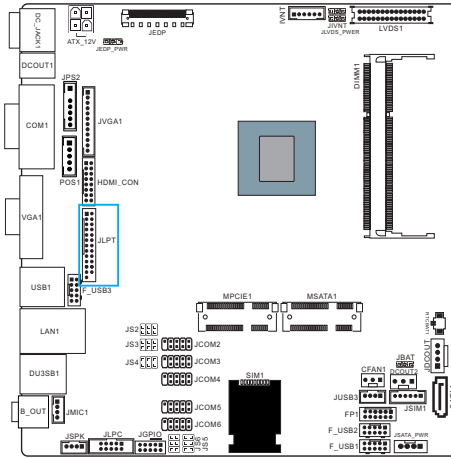 DC_JACK1
ATX_12V
JEDP
JEDP_PWR
IVNT
JIVNT
JLVDS_PWER
LVDS1
DCOUT1
JPS2
DIMM1
COM1
JVGA1
POS1
HDMI_CON
VGA1
JLPT
USB1
F_USB3
MPCIE1
MSATA1
LAN1
JS2
JS3
JS4
JCOM2
JCOM3
JCOM4
RTCBATT
JDCOUT
JBAT
DU3SB1
SIM1
CFAN1
DCOUT2
JUSB3
JSIM1
B_OUT
JMIC1
JCOM5
JCOM6
FP1
F_USB2
JSPK
JLPC
JGPIO
JS6
JS5
F_USB1
JSATA_PWR